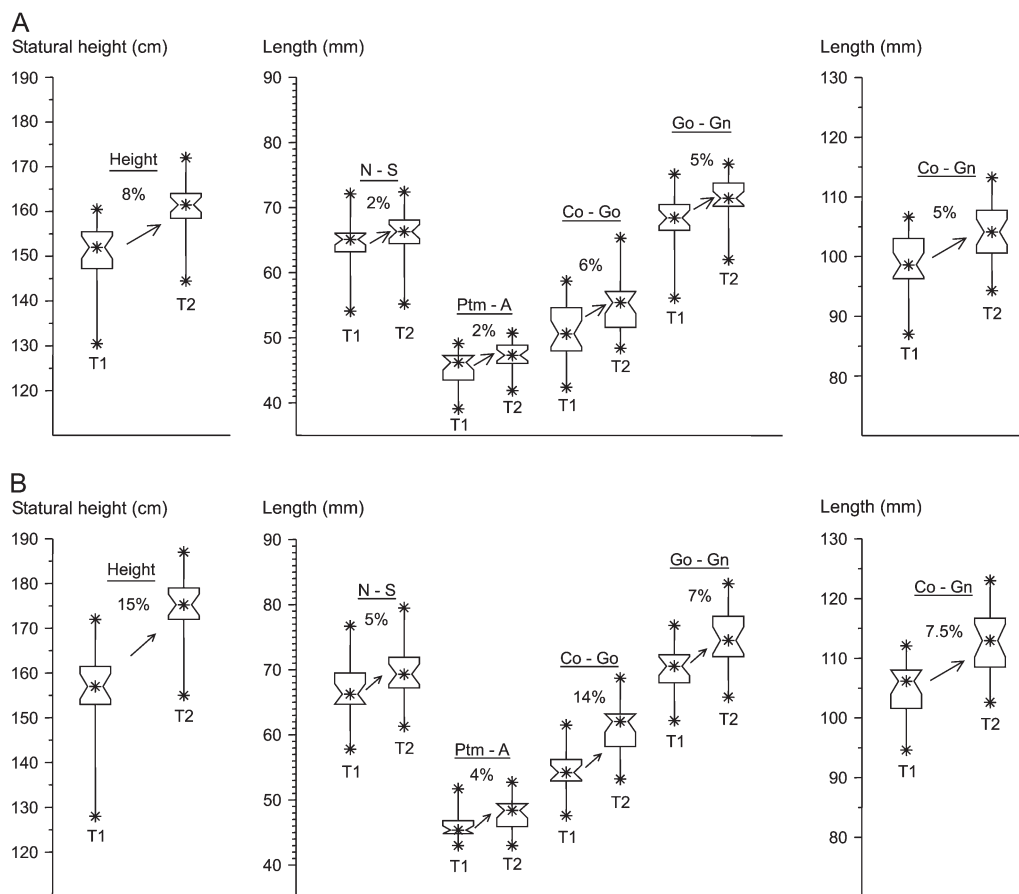 A
Statural height (cm)
Length (mm)
Length (mm)
190
180
170
160
150
140
130
120
Height
8%
T1
T2
90
80
70
60
50
40
N - S
2%
T1
T2
Ptm - A
2%
T1
T2
Co - Go
6%
T1
T2
Go - Gn
5%
T1
T2
130
120
110
100
90
80
Co - Gn
5%
T1
T2
B
Statural height (cm)
Length (mm)
Length (mm)
190
180
170
160
150
140
130
120
Height
15%
T1
T2
90
80
70
60
50
40
N - S
5%
T1
T2
Ptm - A
4%
T1
T2
Co - Go
14%
T1
T2
Go - Gn
7%
T1
T2
130
120
110
100
90
80
Co - Gn
7.5%
T1
T2